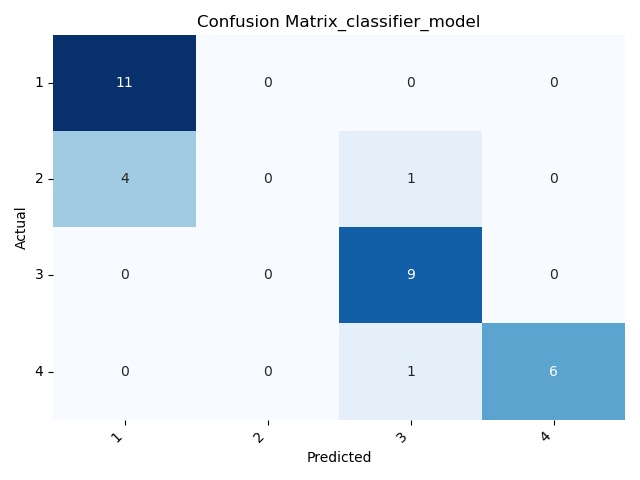 Confusion Matrix_classifier_model
1 11 0 0 0
2 4 0 1 0
3 0 0 9 0
4 0 0 1 6
Actual
1 2 3 4
Predicted